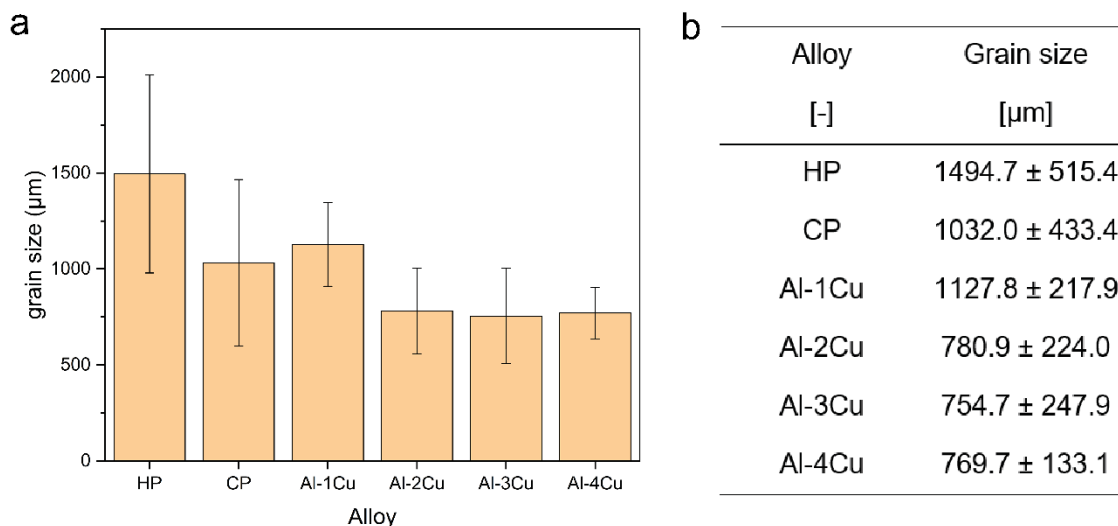 a
2000
1500
1000
500
0
grain size (µm)
HP CP Al-1Cu Al-2Cu Al-3Cu Al-4Cu
Alloy
b
Alloy Grain size
[-] [µm]
HP 1494.7 ± 515.4
CP 1032.0 ± 433.4
Al-1Cu 1127.8 ± 217.9
Al-2Cu 780.9 ± 224.0
Al-3Cu 754.7 ± 247.9
Al-4Cu 769.7 ± 133.1